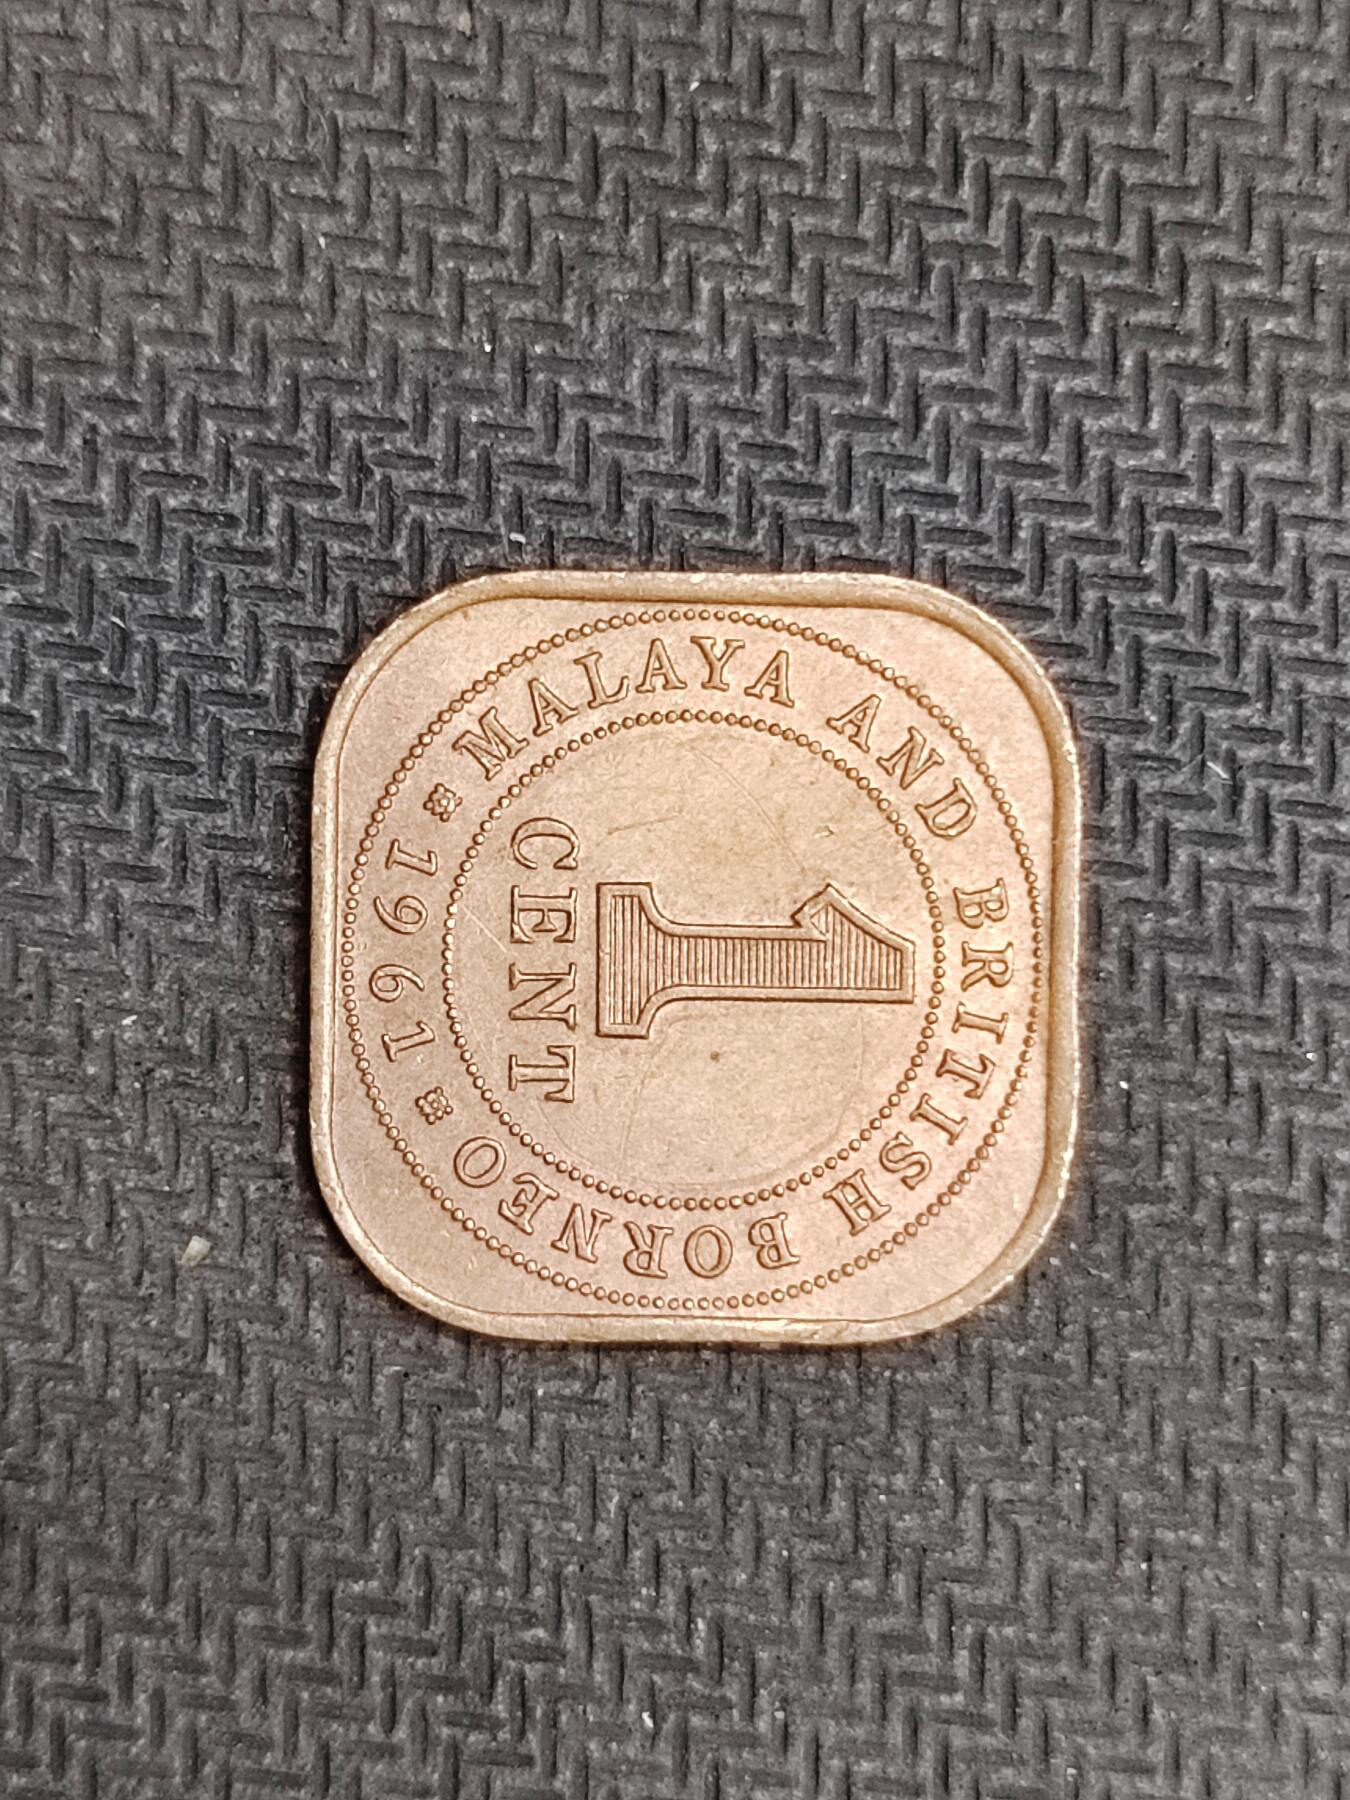 MALAYA AND BRITISH BORNEO
1
CENT
1961